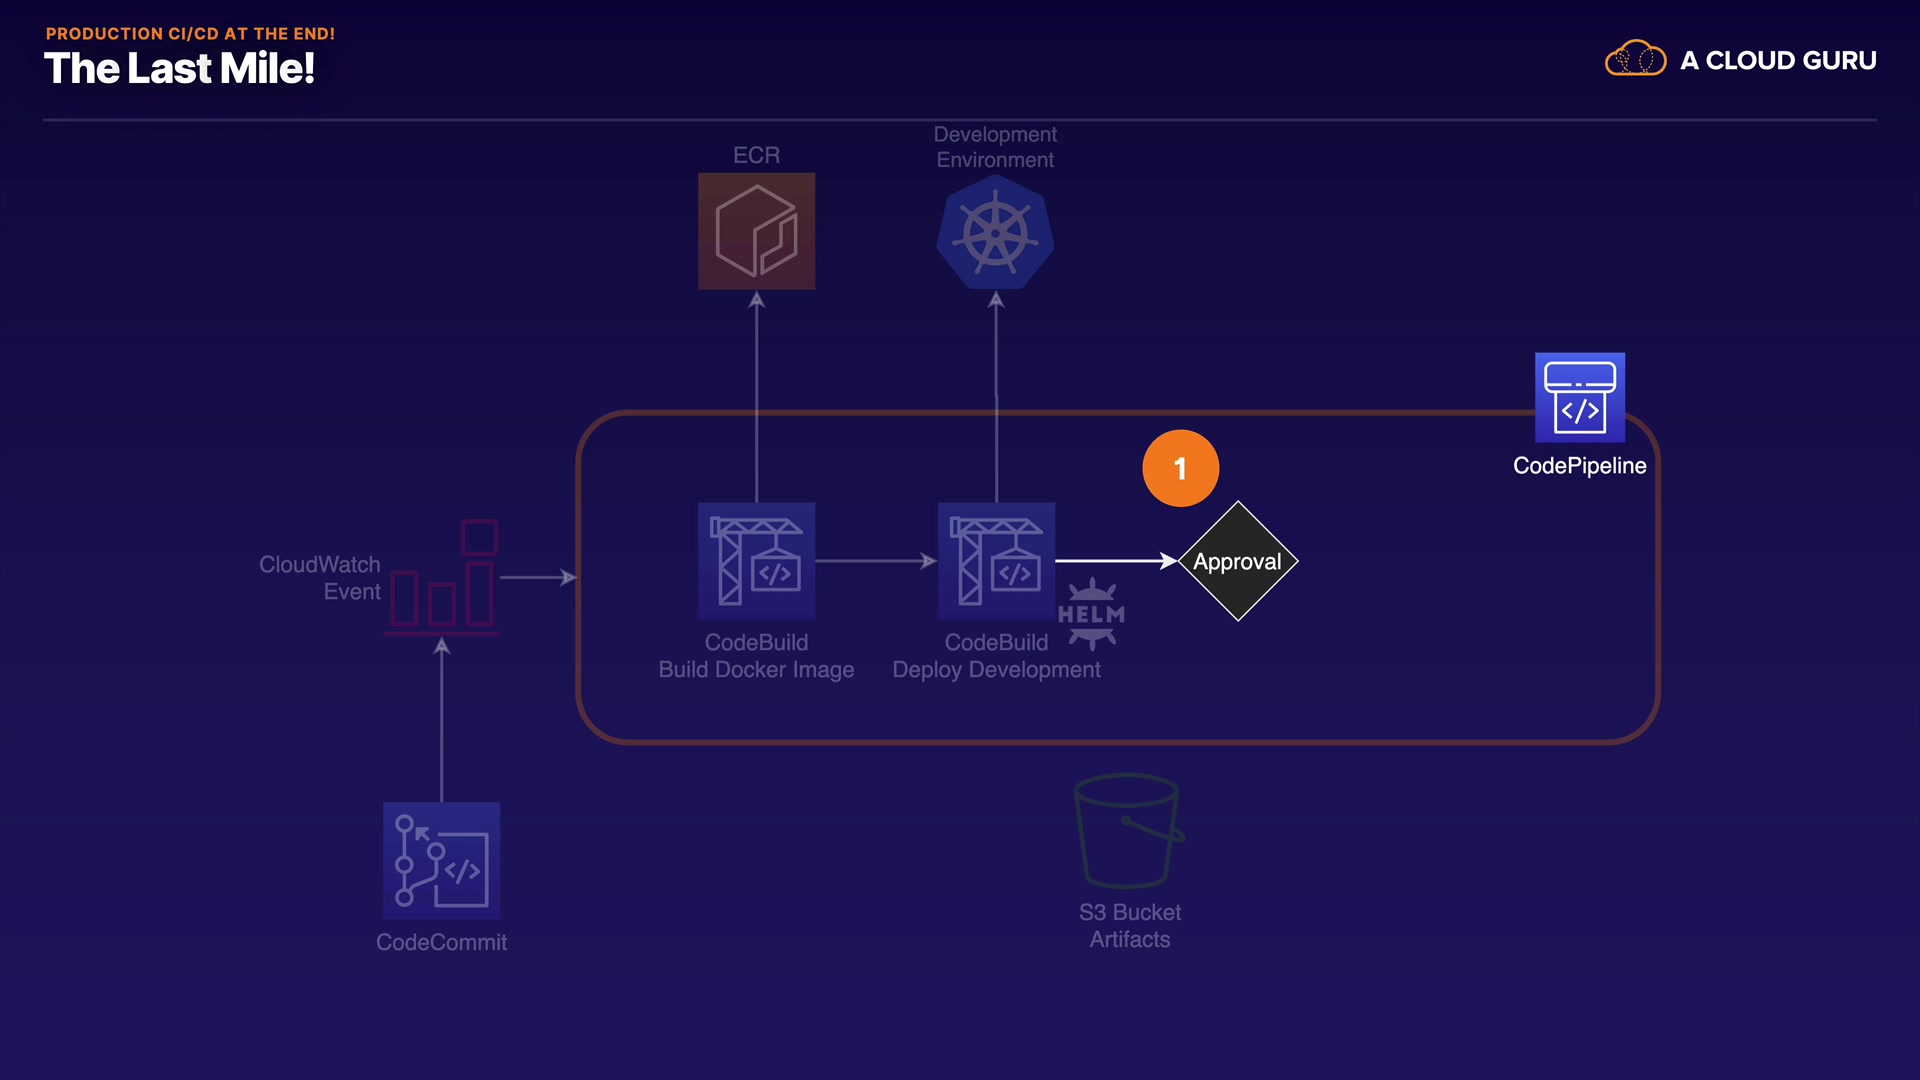 PRODUCTION CI/CD AT THE END!
The Last Mile!
A CLOUD GURU
Development
Environment
ECR
CodePipeline
1
Approval
HELM
CloudWatch
Event
CodeBuild
Build Docker Image
CodeBuild
Deploy Development
S3 Bucket
Artifacts
CodeCommit